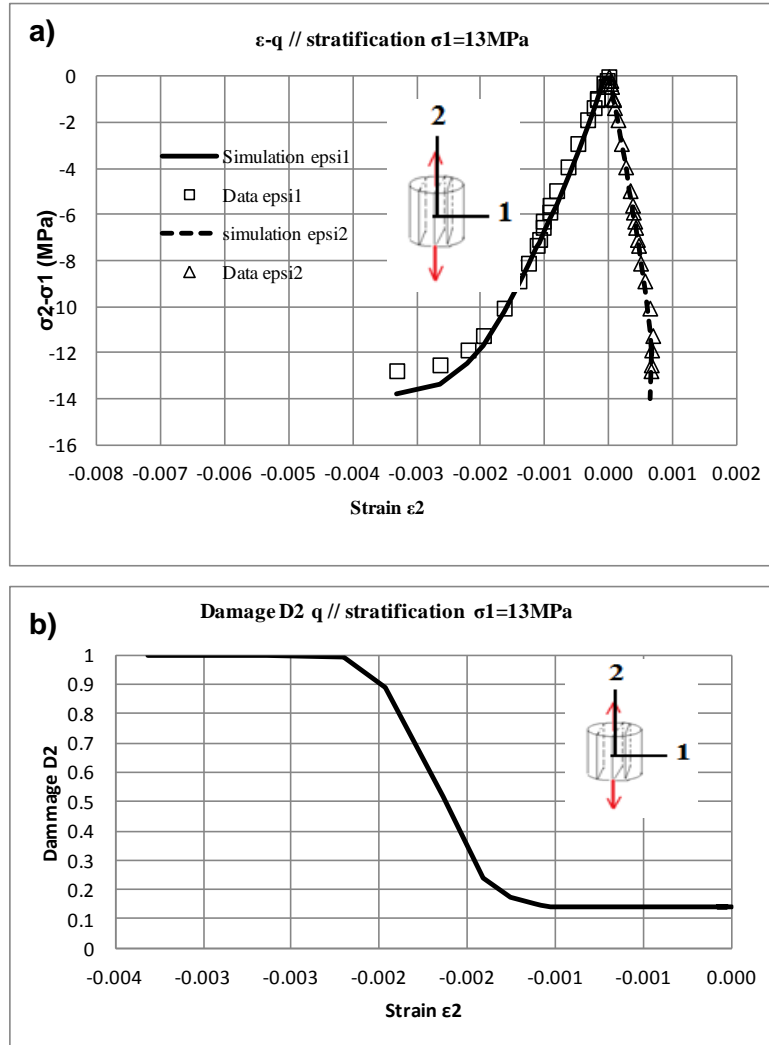 a)
ε-q // stratification σ1=13MPa
0
-2
-4
-6
-8
-10
-12
-14
-16
σ2-σ1 (MPa)
Simulation epsi1
Data epsi1
simulation epsi2
Data epsi2
2
1
-0.008 -0.007 -0.006 -0.005 -0.004 -0.003 -0.002 -0.001 0.000 0.001 0.002
Strain ε2
b)
Damage D2 q // stratification σ1=13MPa
1
0.9
0.8
0.7
0.6
0.5
0.4
0.3
0.2
0.1
0
Dammage D2
2
1
-0.004 -0.003 -0.003 -0.002 -0.002 -0.001 -0.001 0.000
Strain ε2